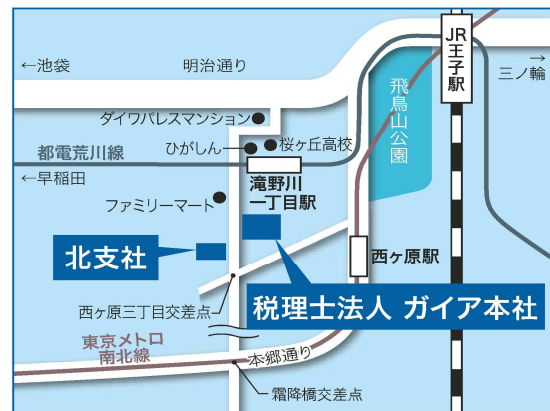 JR
王子駅
←池袋
明治通り
→
三ノ輪
ダイワパレスマンション
飛鳥山公園
ひがしん
桜ヶ丘高校
都電荒川線
←早稲田
滝野川
一丁目駅
ファミリーマート
北支社
西ヶ原駅
税理士法人 ガイア本社
西ヶ原三丁目交差点
東京メトロ
南北線
本郷通り
霜降橋交差点